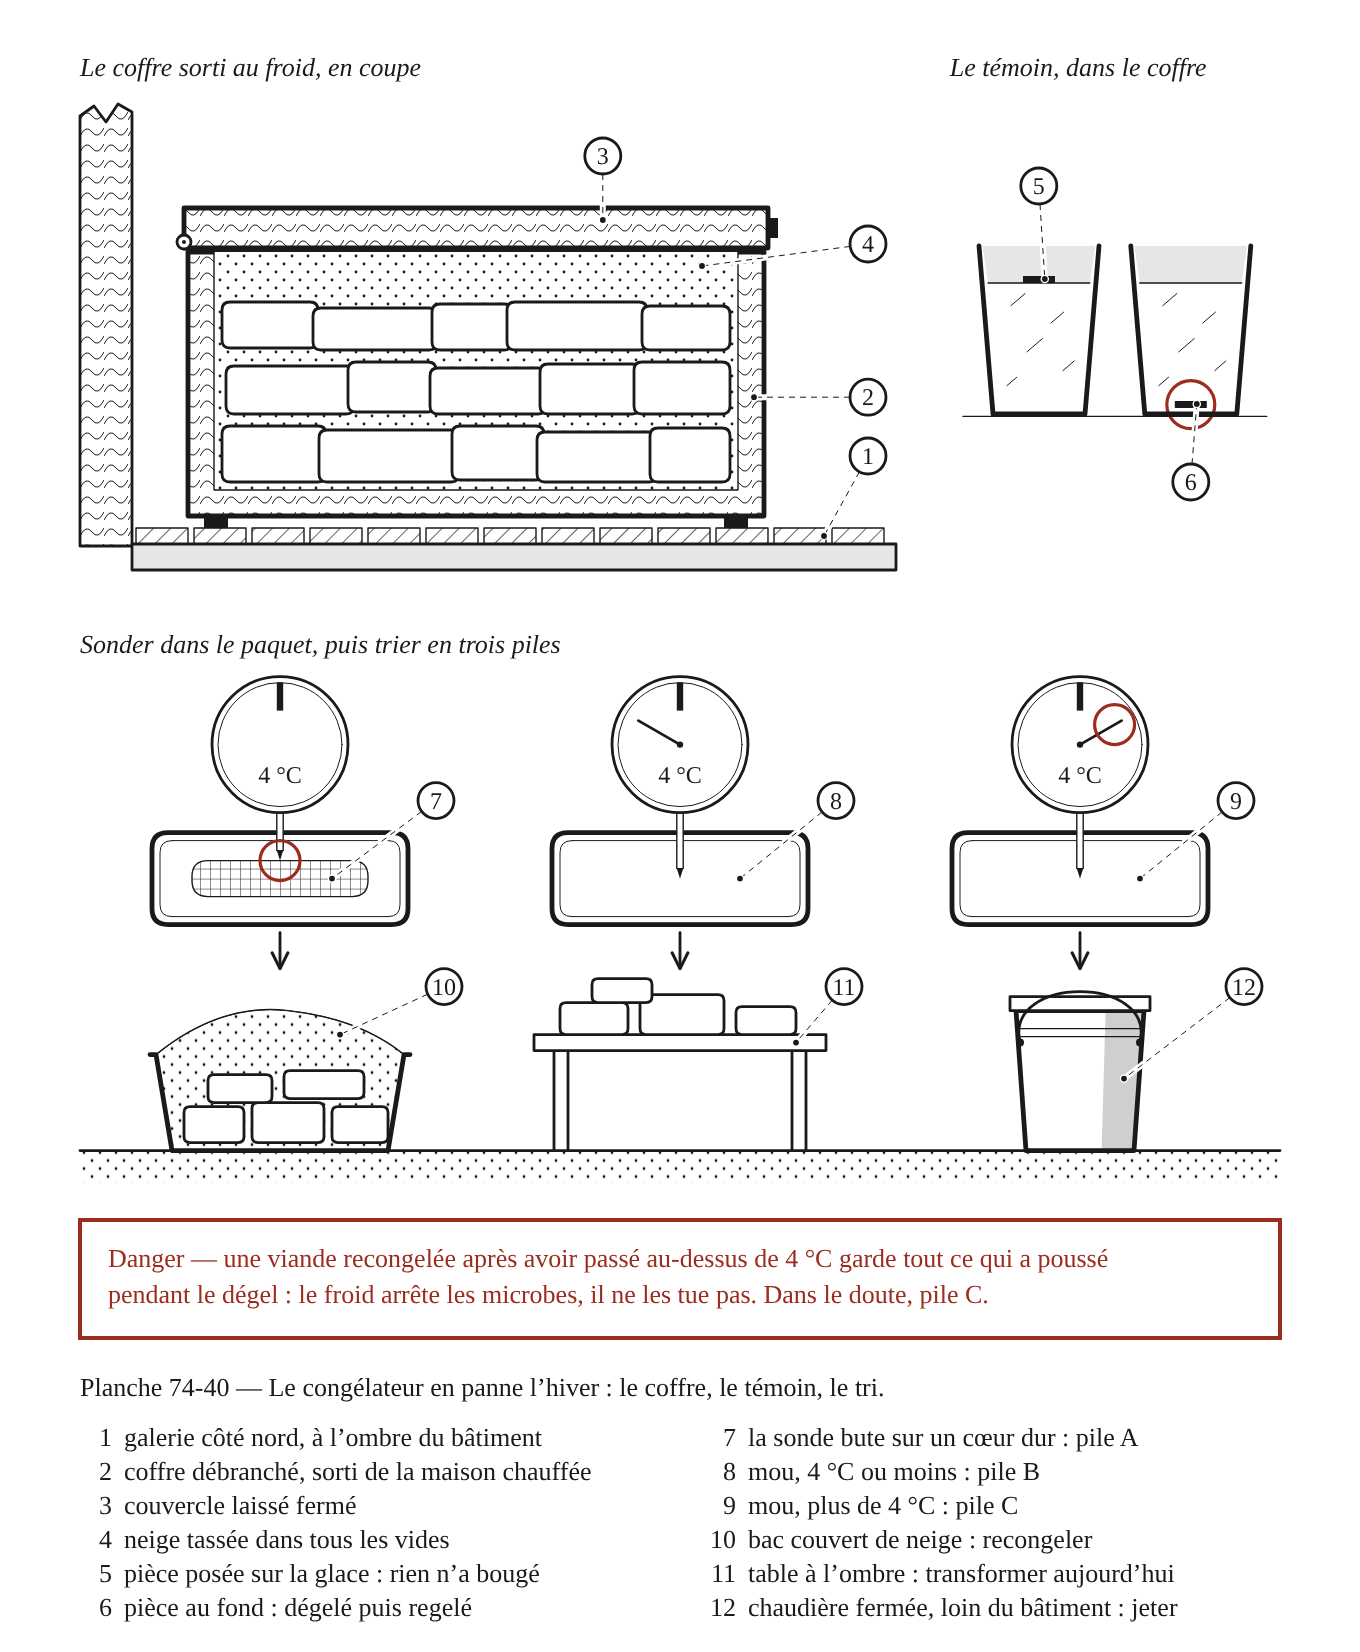 Le coffre sorti au froid, en coupe
Le témoin, dans le coffre
3
5
4
2
1
6
Sonder dans le paquet, puis trier en trois piles
4 °C
4 °C
4 °C
7
8
9
10
11
12
Danger — une viande recongelée après avoir passé au-dessus de 4 °C garde tout ce qui a poussé
pendant le dégel : le froid arrête les microbes, il ne les tue pas. Dans le doute, pile C.
Planche 74-40 — Le congélateur en panne l’hiver : le coffre, le témoin, le tri.
1 galerie côté nord, à l’ombre du bâtiment
2 coffre débranché, sorti de la maison chauffée
3 couvercle laissé fermé
4 neige tassée dans tous les vides
5 pièce posée sur la glace : rien n’a bougé
6 pièce au fond : dégelé puis regelé
7 la sonde bute sur un cœur dur : pile A
8 mou, 4 °C ou moins : pile B
9 mou, plus de 4 °C : pile C
10 bac couvert de neige : recongeler
11 table à l’ombre : transformer aujourd’hui
12 chaudière fermée, loin du bâtiment : jeter